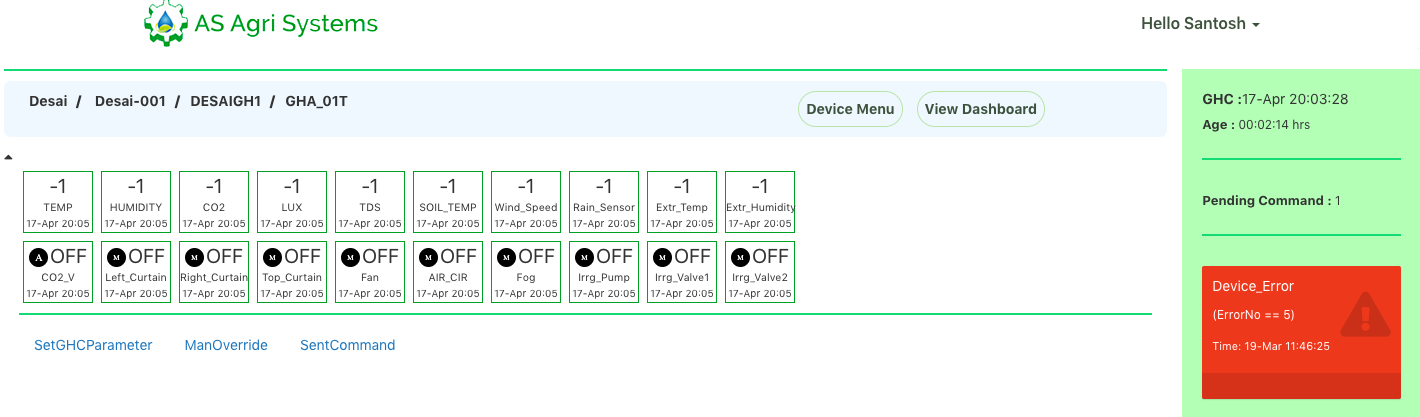 AS Agri Systems
Hello Santosh
Desai / Desai-001 / DESAIGH1 / GHA_01T
Device Menu
View Dashboard
GHC :17-Apr 20:03:28
Age : 00:02:14 hrs
Pending Command : 1
-1 -1 -1 -1 -1 -1 -1 -1 -1 -1
TEMP HUMIDITY CO2 LUX TDS SOIL_TEMP Wind_Speed Rain_Sensor Extr_Temp Extr_Humidity
17-Apr 20:05 17-Apr 20:05 17-Apr 20:05 17-Apr 20:05 17-Apr 20:05 17-Apr 20:05 17-Apr 20:05 17-Apr 20:05 17-Apr 20:05 17-Apr 20:05
A OFF M OFF M OFF M OFF M OFF M OFF M OFF M OFF M OFF M OFF
CO2_V Left_Curtain Right_Curtain Top_Curtain Fan AIR_CIR Fog Irrg_Pump Irrg_Valve1 Irrg_Valve2
17-Apr 20:05 17-Apr 20:05 17-Apr 20:05 17-Apr 20:05 17-Apr 20:05 17-Apr 20:05 17-Apr 20:05 17-Apr 20:05 17-Apr 20:05 17-Apr 20:05
SetGHCParameter ManOverride SentCommand
Device_Error
(ErrorNo == 5)
Time: 19-Mar 11:46:25